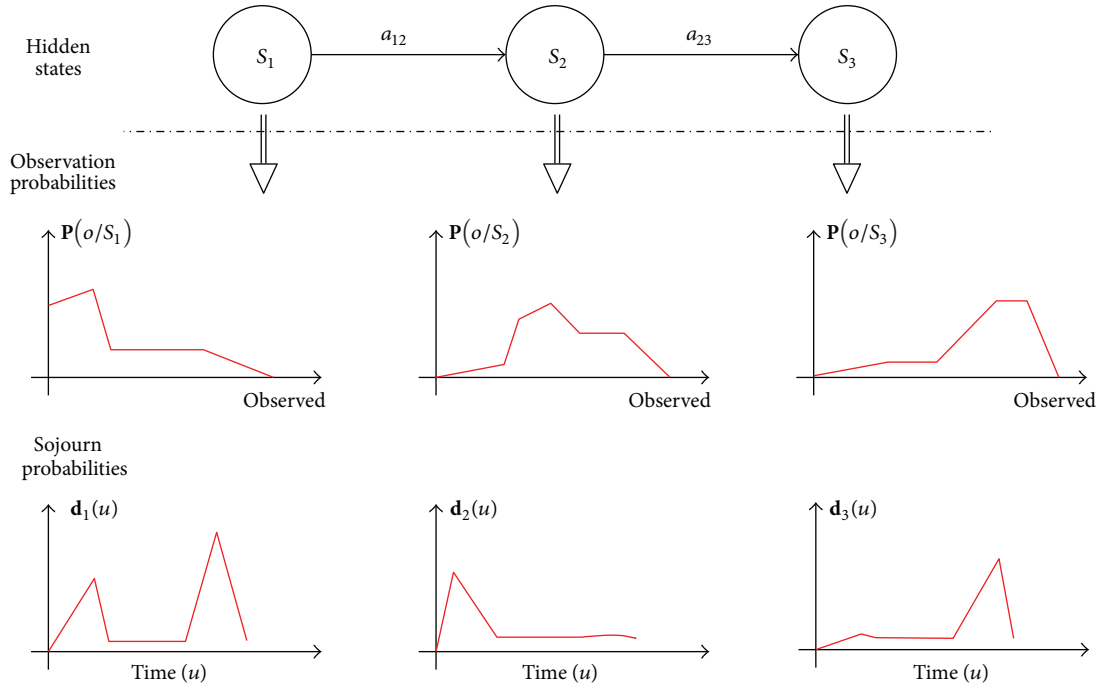 Hidden
states
S₁
a₁₂
S₂
a₂₃
S₃
Observation
probabilities
P(o/S₁)
P(o/S₂)
P(o/S₃)
Observed
Observed
Observed
Sojourn
probabilities
d₁(u)
d₂(u)
d₃(u)
Time (u)
Time (u)
Time (u)